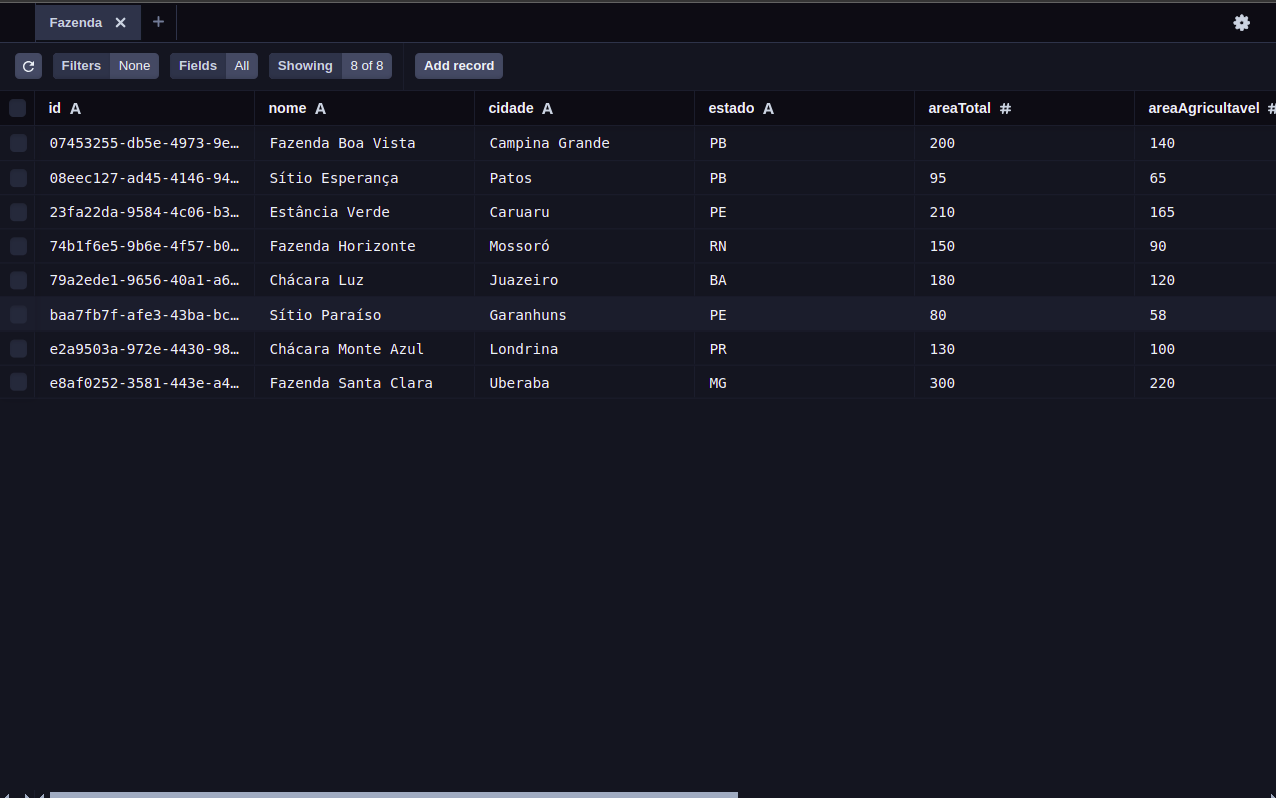 Fazenda
Filters None Fields All Showing 8 of 8 Add record
id A nome A cidade A estado A areaTotal # areaAgricultavel #
07453255-db5e-4973-9e… Fazenda Boa Vista Campina Grande PB 200 140
08eec127-ad45-4146-94… Sítio Esperança Patos PB 95 65
23fa22da-9584-4c06-b3… Estância Verde Caruaru PE 210 165
74b1f6e5-9b6e-4f57-b0… Fazenda Horizonte Mossoró RN 150 90
79a2ede1-9656-40a1-a6… Chácara Luz Juazeiro BA 180 120
baa7fb7f-afe3-43ba-bc… Sítio Paraíso Garanhuns PE 80 58
e2a9503a-972e-4430-98… Chácara Monte Azul Londrina PR 130 100
e8af0252-3581-443e-a4… Fazenda Santa Clara Uberaba MG 300 220